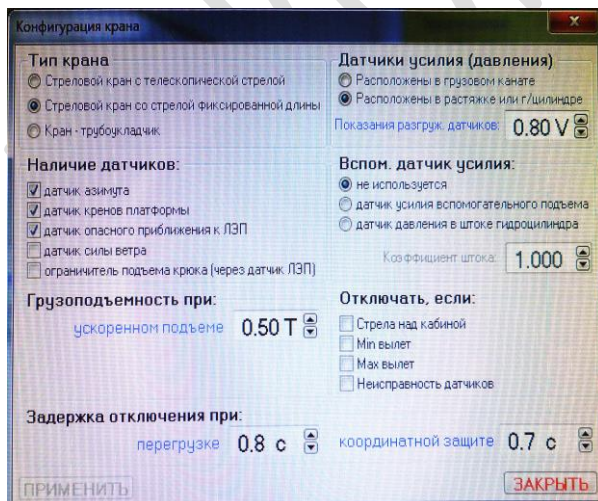 Конфигурация крана
Тип крана
Стреловой кран с телескопической стрелой
Стреловой кран со стрелой фиксированной длины
Кран - трубоукладчик
Датчики усилия (давления)
Расположены в грузовом канате
Расположены в растяжке или г/цилиндре
Показания разгруж. датчиков: 0.80 V
Наличие датчиков:
датчик азимута
датчик кренов платформы
датчик опасного приближения к ЛЭП
датчик силы ветра
ограничитель подъема крюка (через датчик ЛЭП)
Вспом. датчик усилия:
не используется
датчик усилия вспомогательного подъема
датчик давления в штоке гидроцилиндра
Коэффициент штока: 1.000
Грузоподъемность при:
ускоренном подъеме 0.50 Т
Отключать, если:
Стрела над кабиной
Min вылет
Max вылет
Неисправность датчиков
Задержка отключения при:
перегрузке 0.8 с
координатной защите 0.7 с
ПРИМЕНИТЬ
ЗАКРЫТЬ